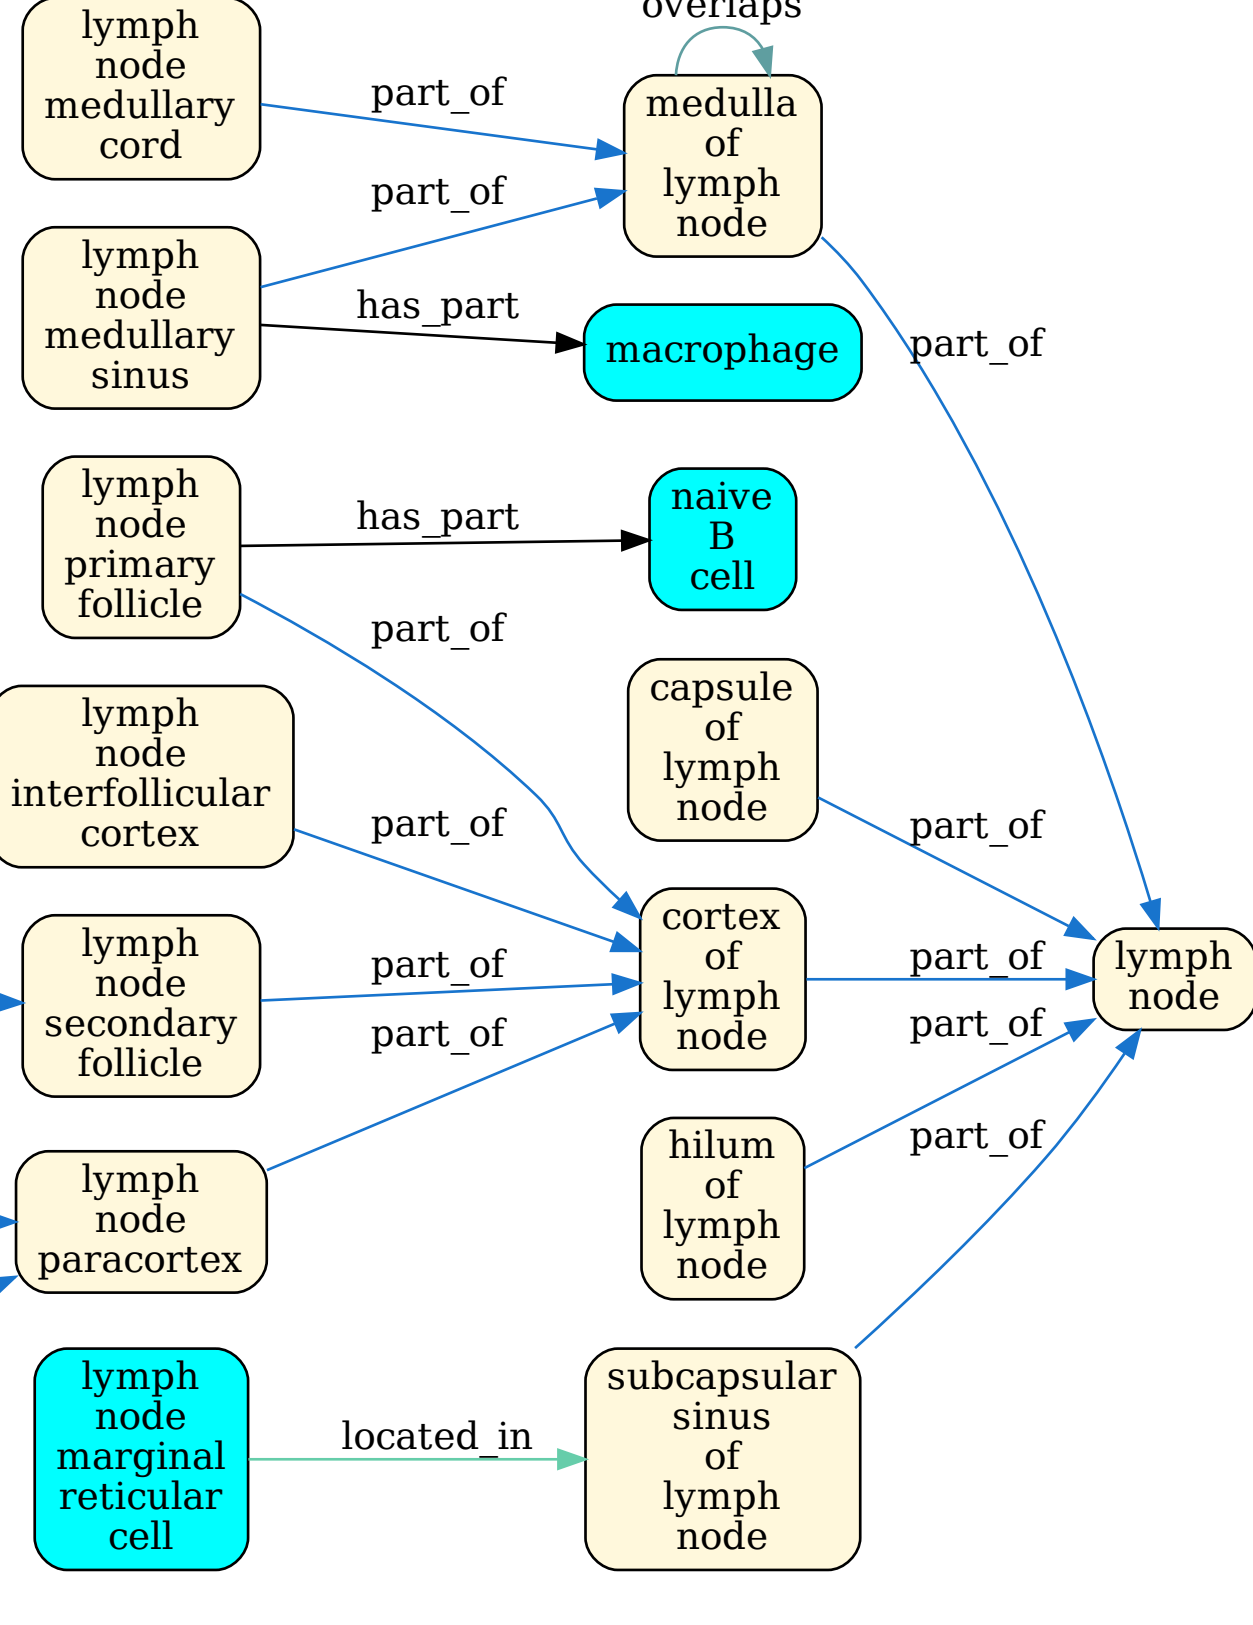 overlaps
lymph
node
medullary
cord
part_of
medulla
of
lymph
node
lymph
node
medullary
sinus
part_of
has_part
macrophage
part_of
lymph
node
primary
follicle
has_part
naive
B
cell
part_of
capsule
of
lymph
node
part_of
lymph
node
interfollicular
cortex
part_of
cortex
of
lymph
node
part_of
lymph
node
lymph
node
secondary
follicle
part_of
part_of
part_of
hilum
of
lymph
node
part_of
lymph
node
paracortex
lymph
node
marginal
reticular
cell
located_in
subcapsular
sinus
of
lymph
node